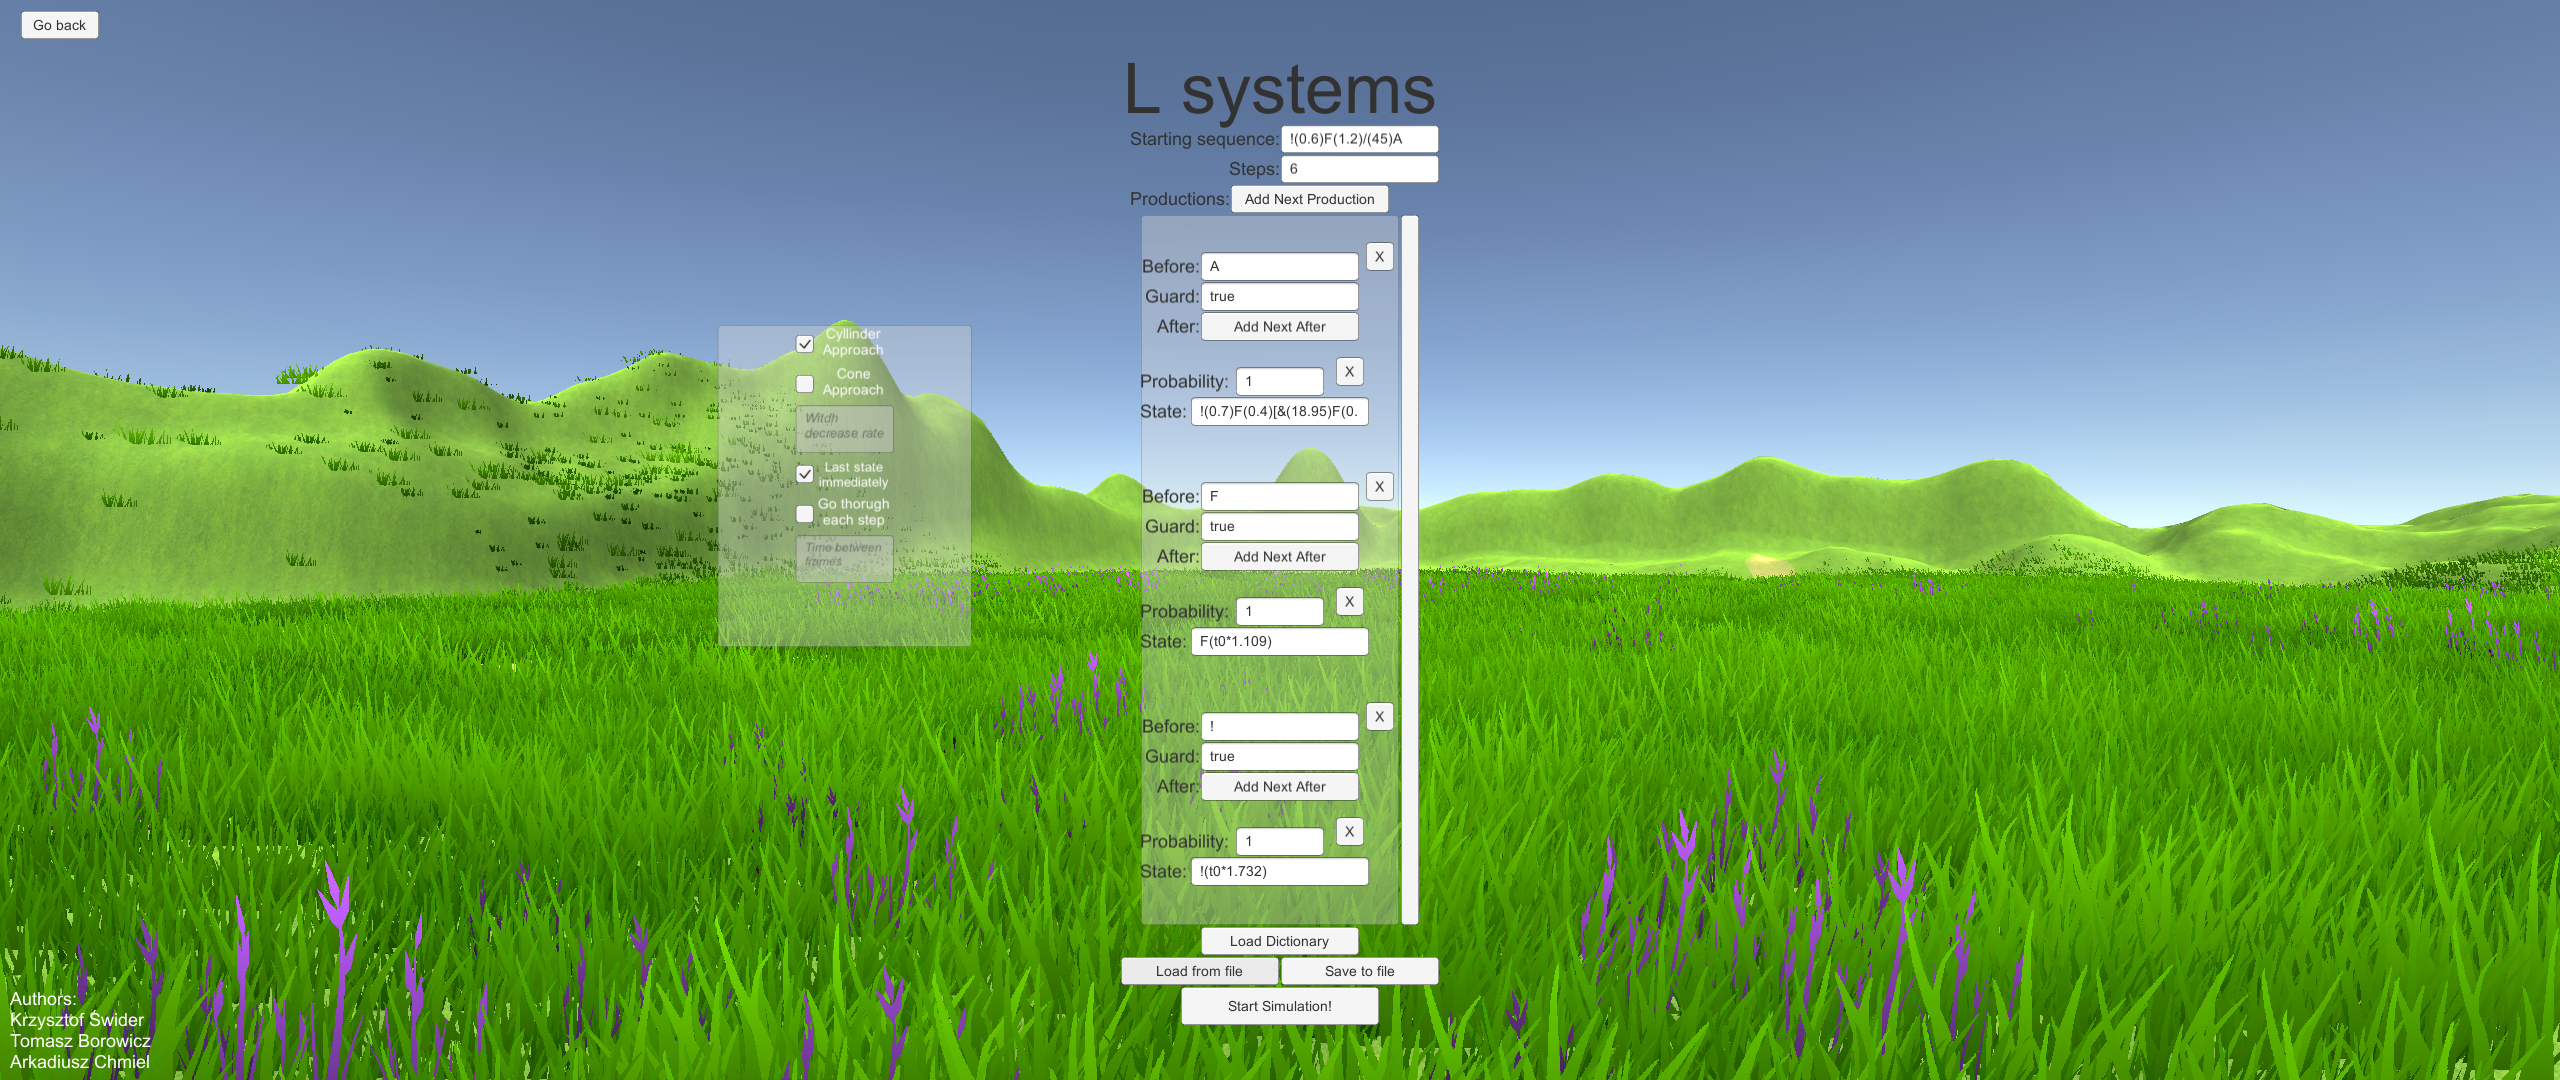 Go back
L systems
Starting sequence: !(0.6)F(1.2)/(45)A
Steps: 6
Productions: Add Next Production
Before: A X
Guard: true
After: Add Next After
Probability: 1 X
State: !(0.7)F(0.4)[&(18.95)F(0.
Before: F X
Guard: true
After: Add Next After
Probability: 1 X
State: F(t0*1.109)
Before: ! X
Guard: true
After: Add Next After
Probability: 1 X
State: !(t0*1.732)
Load Dictionary
Load from file Save to file
Start Simulation!
Cyllinder
Approach
Cone
Approach
Witdh
decrease rate
Last state
immediately
Go thorugh
each step
Time between
frames
Authors:
Krzysztof Świder
Tomasz Borowicz
Arkadiusz Chmiel